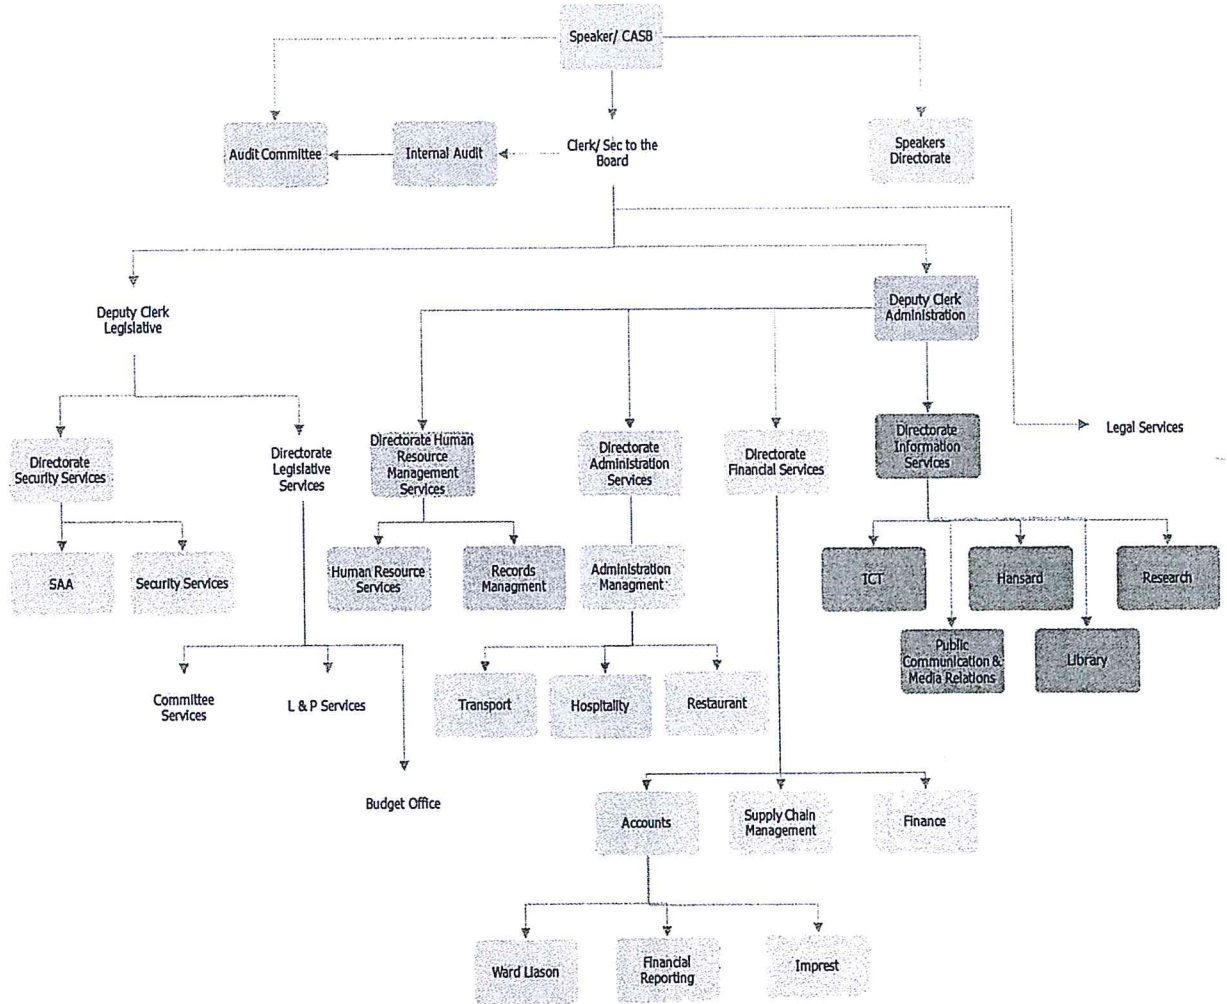 Speaker/ CASB
Audit Committee
Internal Audit
Clerk/ Sec to the
Board
Speakers
Directorate
Deputy Clerk
Legislative
Deputy Clerk
Administration
Directorate
Security Services
Directorate
Legislative
Services
Directorate Human
Resource
Management
Services
Directorate
Administration
Services
Directorate
Financial Services
Directorate
Information
Services
Legal Services
SAA
Security Services
Human Resource
Services
Records
Managment
Administration
Managment
ICT
Hansard
Research
Public
Communication &
Media Relations
Library
Committee
Services
L & P Services
Transport
Hospitality
Restaurant
Budget Office
Accounts
Supply Chain
Management
Finance
Ward Liason
Financial
Reporting
Imprest